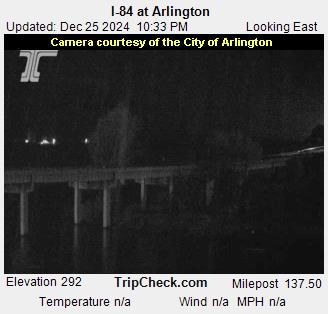 I-84 at Arlington
Updated: Dec 25 2024 10:33 PM Looking East
Camera courtesy of the City of Arlington
Elevation 292 TripCheck.com Milepost 137.50
Temperature n/a Wind n/a MPH n/a